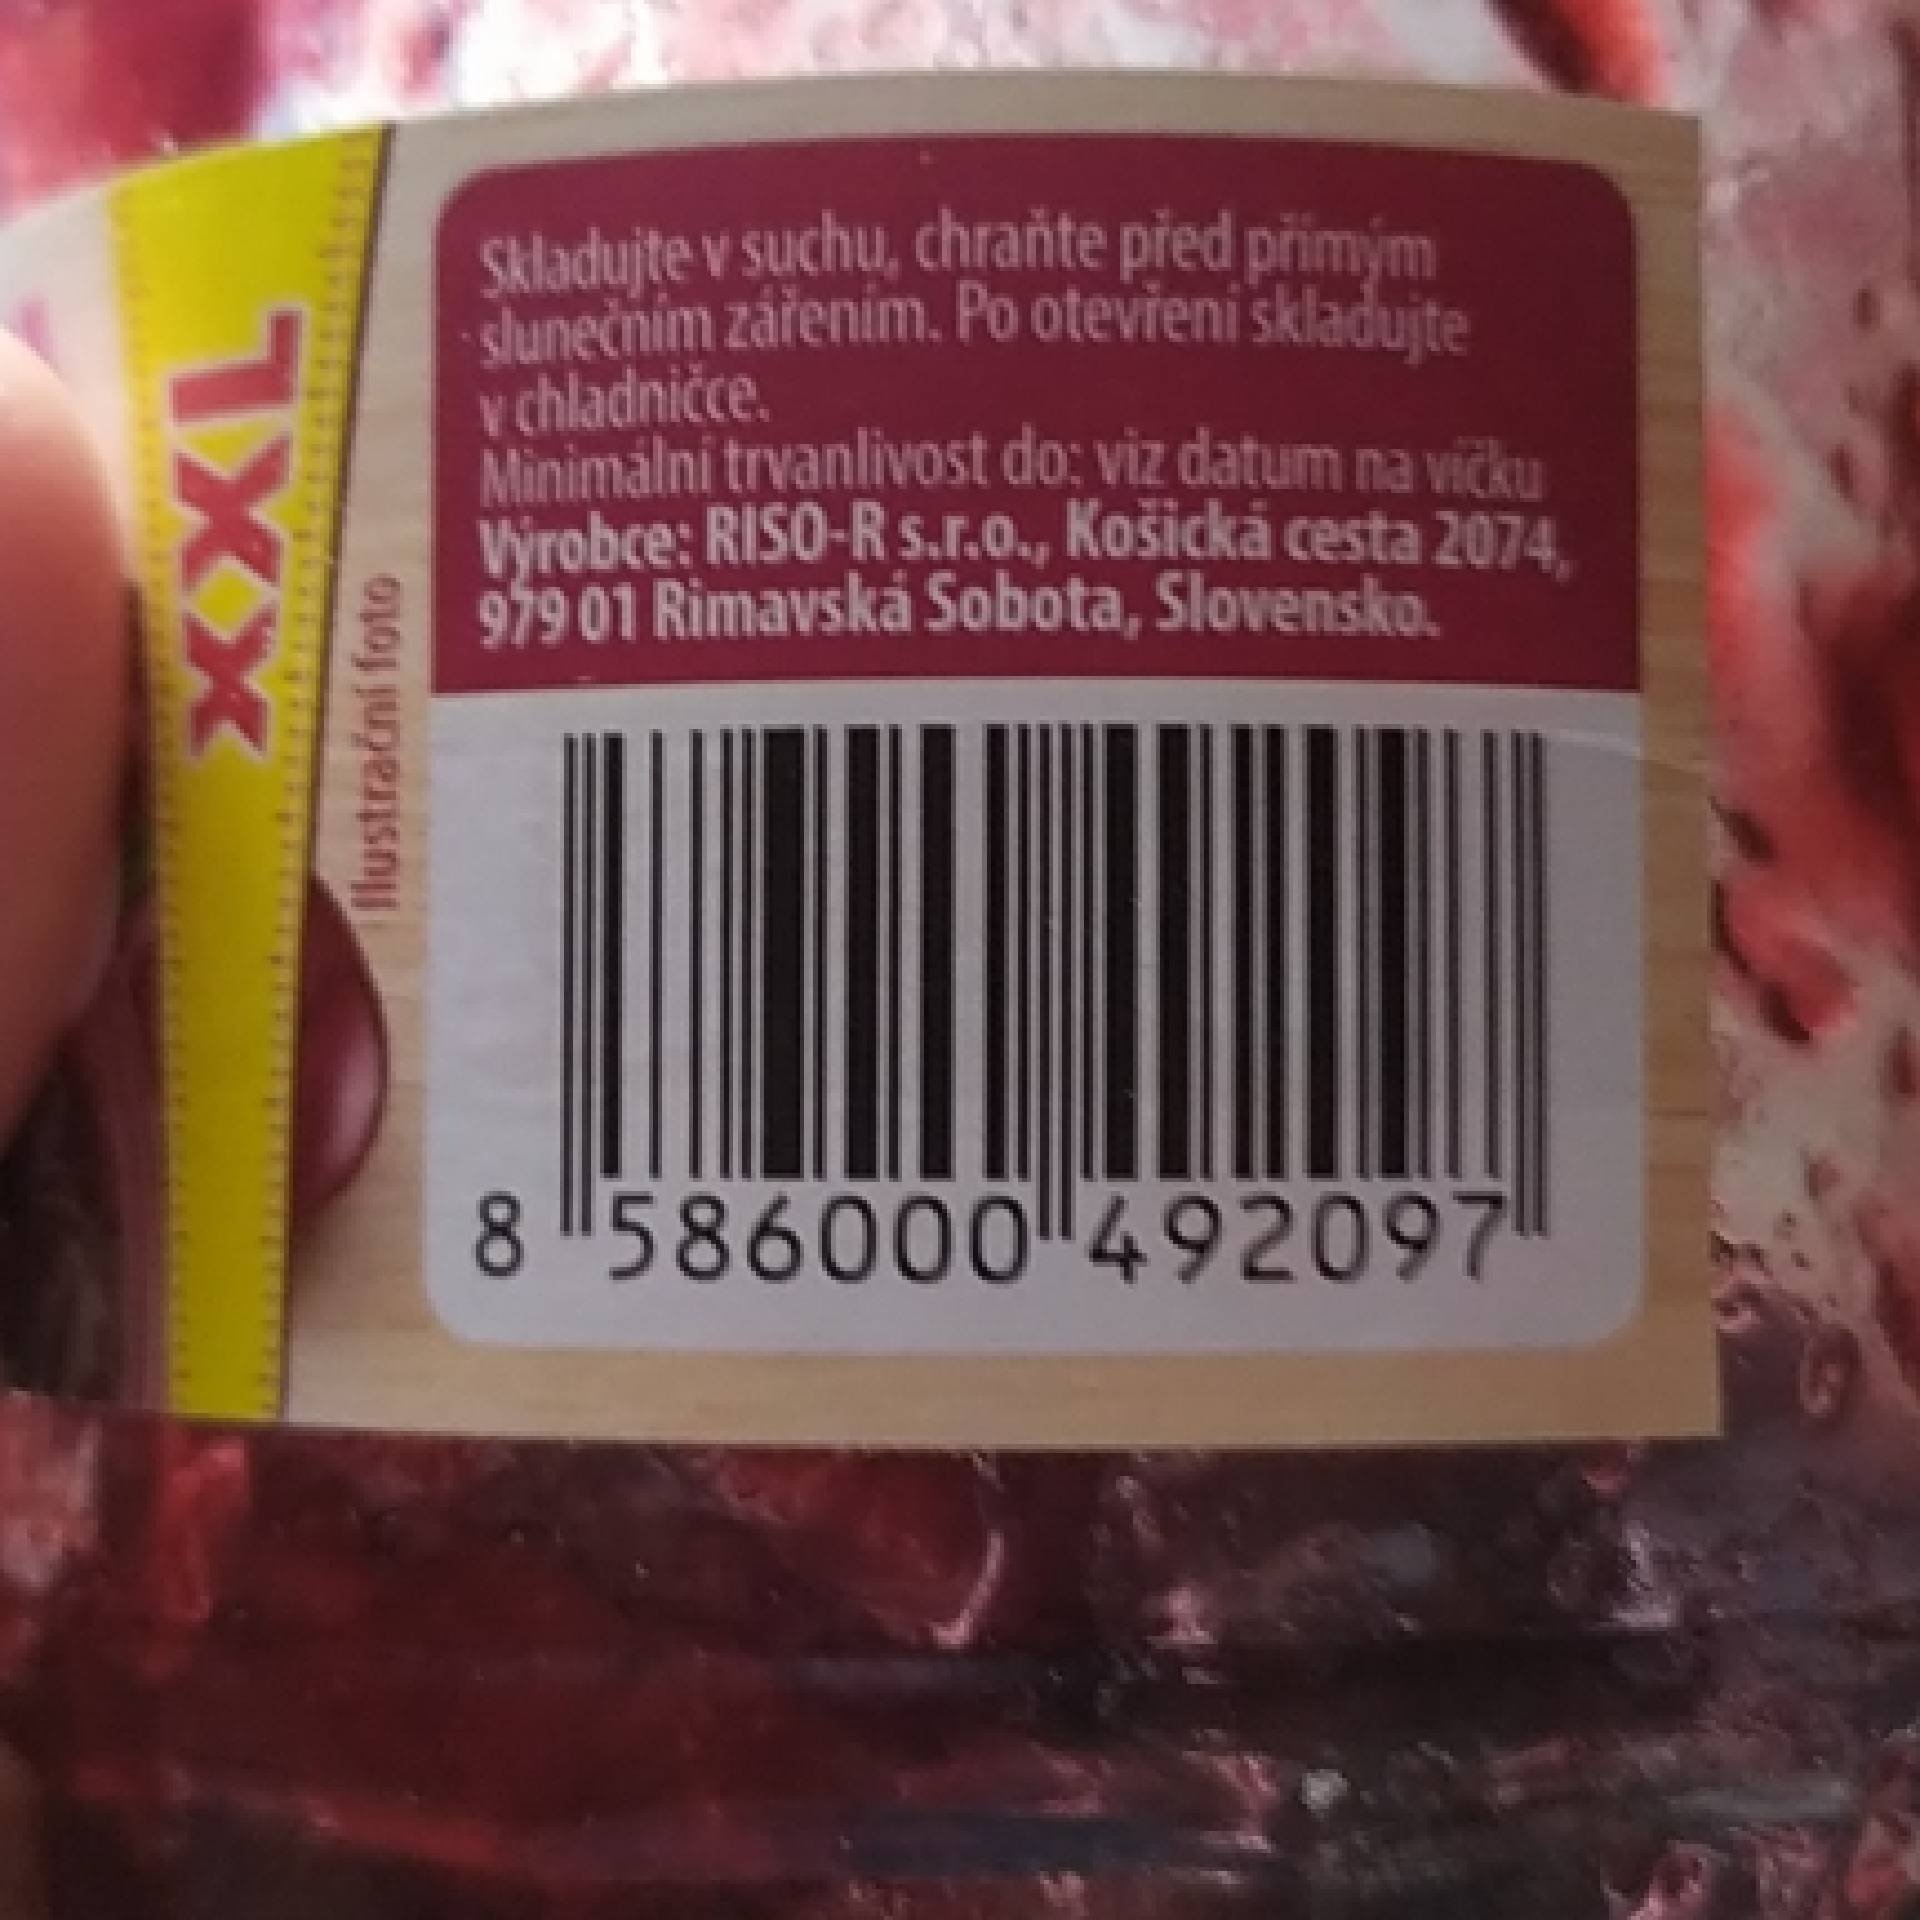 Skladujte v suchu, chraňte před přímým
slunečním zářením. Po otevření skladujte
v chladničce.
Minimální trvanlivost do: viz datum na víčku
Výrobce: RISO-R s.r.o., Košická cesta 2074,
979 01 Rimavská Sobota, Slovensko.
XXL
Illustrační foto
8 586000 492097